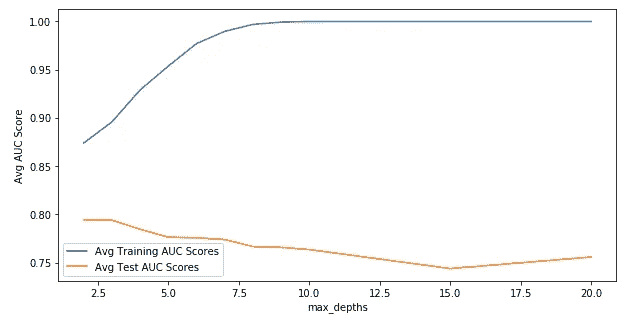 1.00
0.95
0.90
0.85
0.80
0.75
Avg AUC Score
Avg Training AUC Scores
Avg Test AUC Scores
2.5 5.0 7.5 10.0 12.5 15.0 17.5 20.0
max_depths